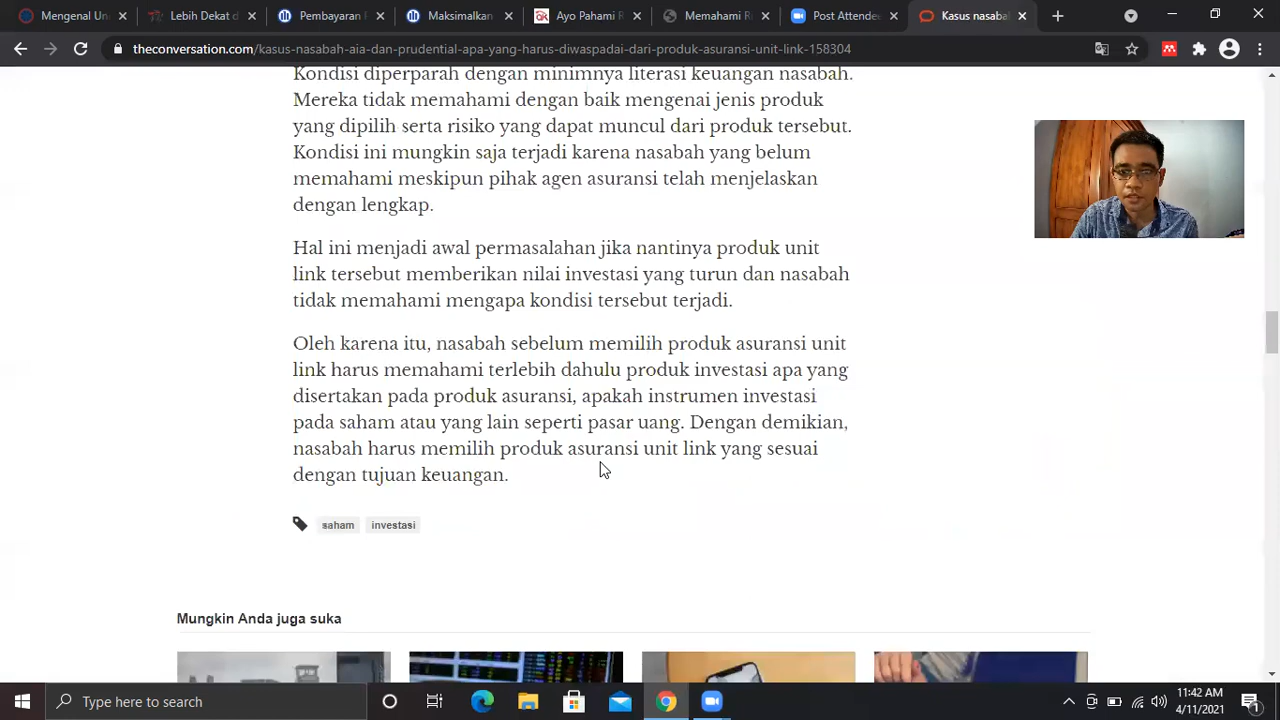 Mengenal Un
Lebih Dekat d
Pembayaran
Maksimalkan
Ayo Pahami R
Memahami R
Post Attende
Kasus nasaba
theconversation.com/kasus-nasabah-aia-dan-prudential-apa-yang-harus-diwaspadai-dari-produk-asuransi-unit-link-158304
Kondisi diperparah dengan minimnya literasi keuangan nasabah.
Mereka tidak memahami dengan baik mengenai jenis produk
yang dipilih serta risiko yang dapat muncul dari produk tersebut.
Kondisi ini mungkin saja terjadi karena nasabah yang belum
memahami meskipun pihak agen asuransi telah menjelaskan
dengan lengkap.
Hal ini menjadi awal permasalahan jika nantinya produk unit
link tersebut memberikan nilai investasi yang turun dan nasabah
tidak memahami mengapa kondisi tersebut terjadi.
Oleh karena itu, nasabah sebelum memilih produk asuransi unit
link harus memahami terlebih dahulu produk investasi apa yang
disertakan pada produk asuransi, apakah instrumen investasi
pada saham atau yang lain seperti pasar uang. Dengan demikian,
nasabah harus memilih produk asuransi unit link yang sesuai
dengan tujuan keuangan.
saham investasi
Mungkin Anda juga suka
Type here to search
11:42 AM
4/11/2021
1